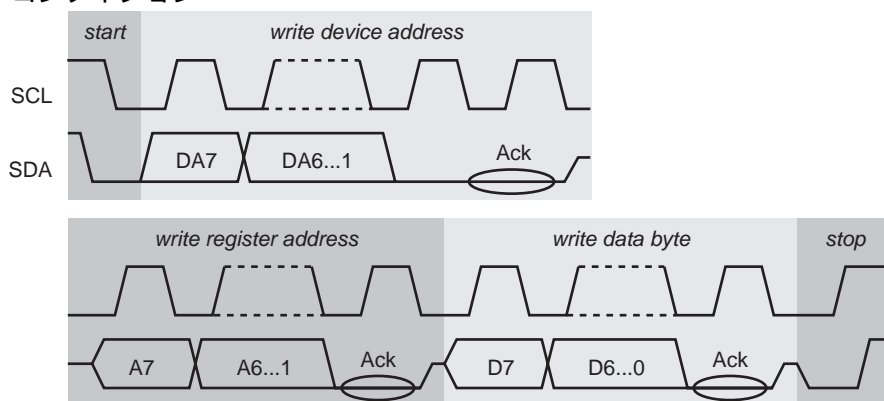 start write device address
SCL
SDA DA7 DA6...1 Ack
write register address write data byte stop
A7 A6...1 Ack D7 D6...0 Ack